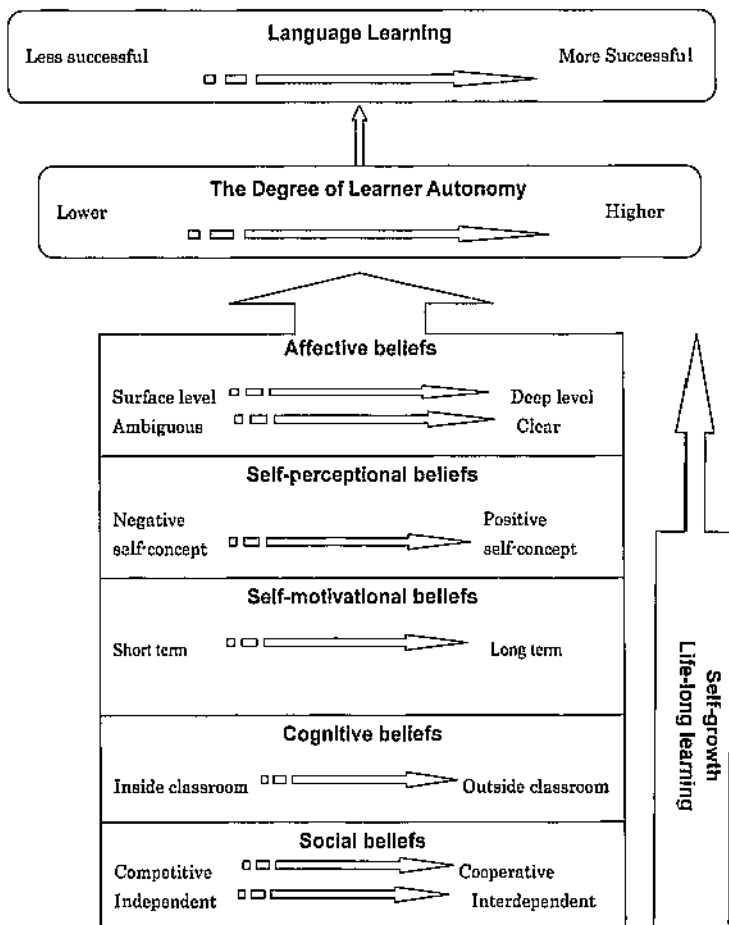 Language Learning
Less successful More Successful
The Degree of Learner Autonomy
Lower Higher
Affective beliefs
Surface level Deep level
Ambiguous Clear
Self-perceptional beliefs
Negative Positive
self-concept self-concept
Self-motivational beliefs
Short term Long term
Cognitive beliefs
Inside classroom Outside classroom
Social beliefs
Competitive Cooperative
Independent Interdependent
Self-growth
Life-long learning